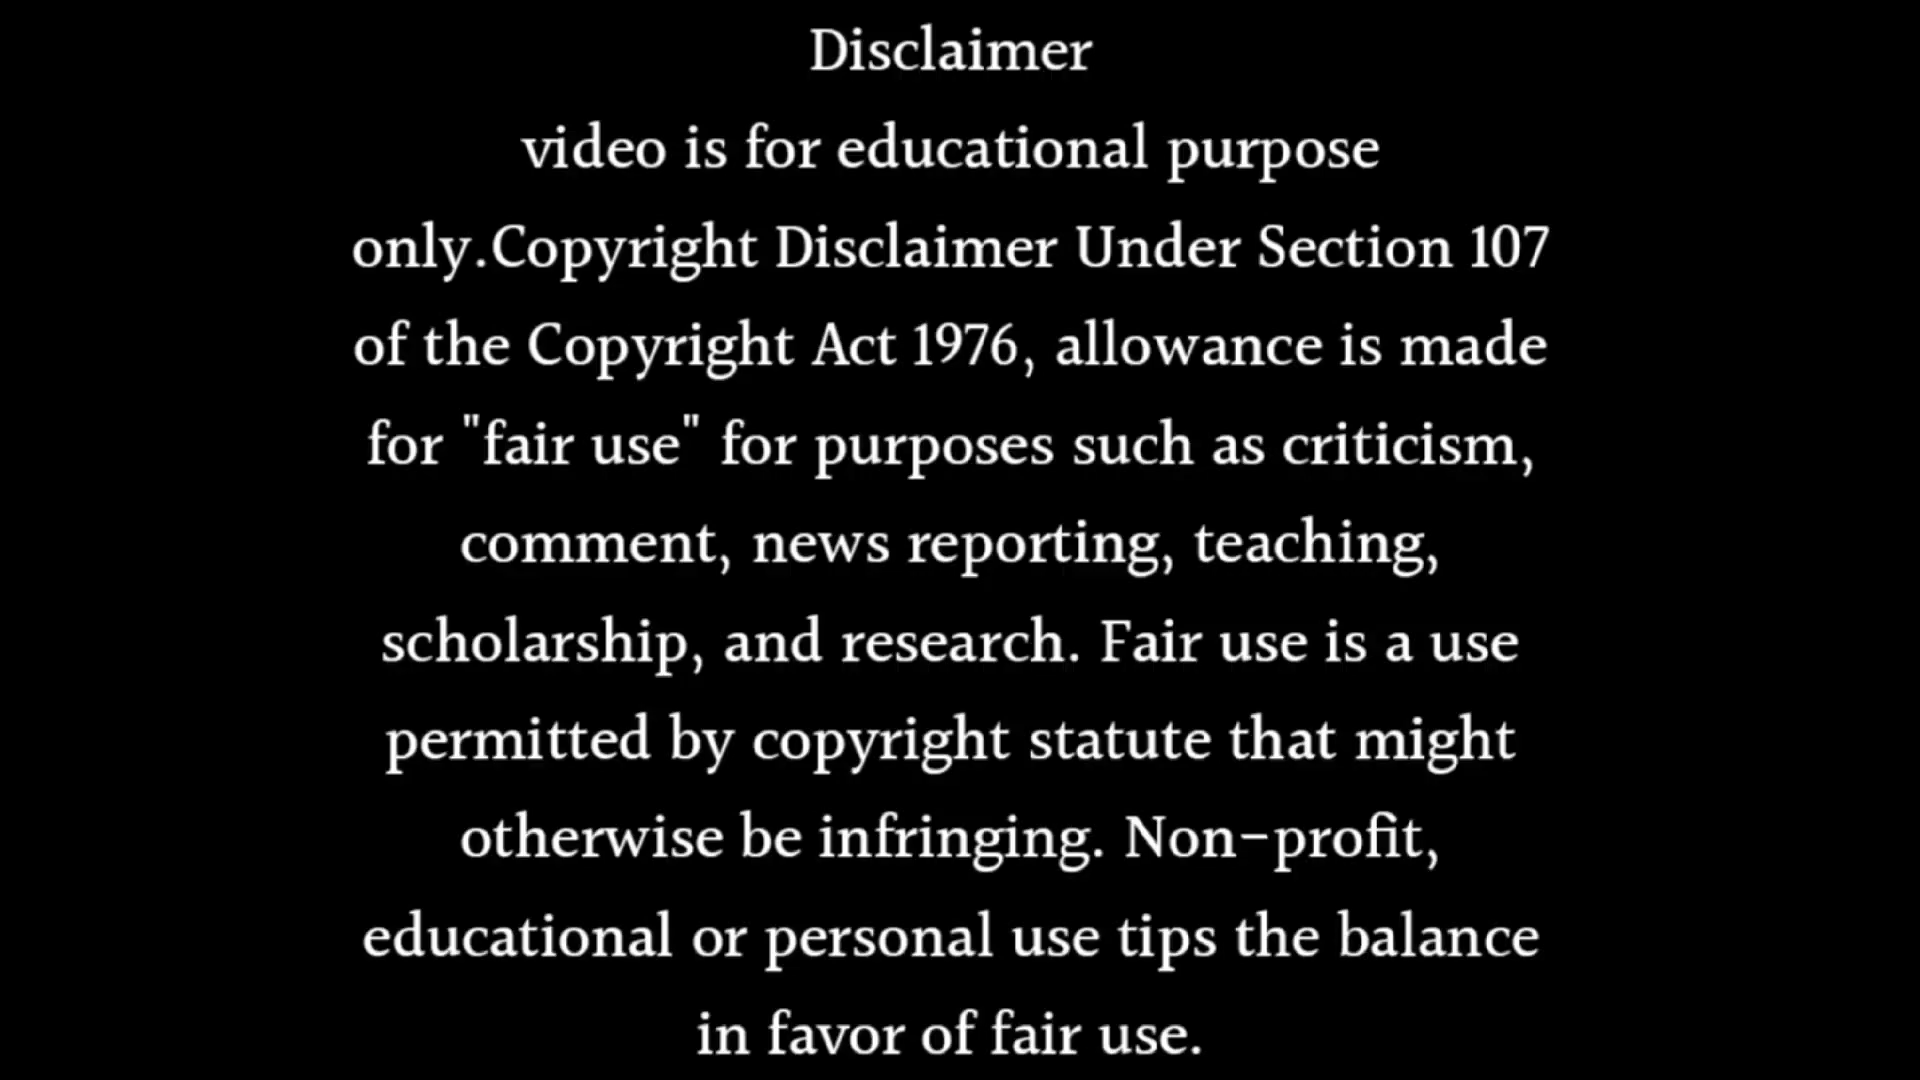 Disclaimer
video is for educational purpose
only.Copyright Disclaimer Under Section 107
of the Copyright Act 1976, allowance is made
for "fair use" for purposes such as criticism,
comment, news reporting, teaching,
scholarship, and research. Fair use is a use
permitted by copyright statute that might
otherwise be infringing. Non-profit,
educational or personal use tips the balance
in favor of fair use.